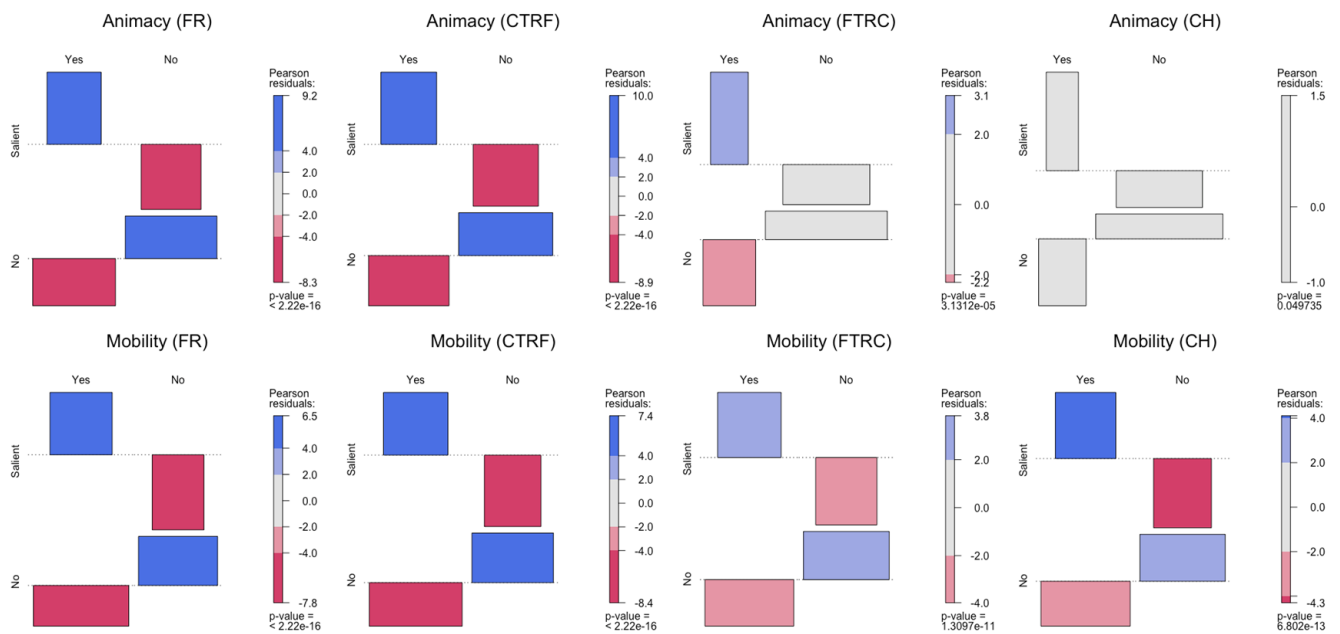 Animacy (FR)
Yes
No
Salient
No
Pearson
residuals:
9.2
4.0
2.0
0.0
-2.0
-4.0
-8.3
p-value =
< 2.22e-16
Animacy (CTRF)
Yes
No
Salient
No
Pearson
residuals:
10.0
4.0
2.0
0.0
-2.0
-4.0
-8.9
p-value =
< 2.22e-16
Animacy (FTRC)
Yes
No
Salient
No
Pearson
residuals:
3.1
2.0
0.0
-2.0
-2.2
p-value =
3.1312e-05
Animacy (CH)
Yes
No
Salient
No
Pearson
residuals:
1.5
0.0
-1.0
p-value =
0.049735
Mobility (FR)
Yes
No
Salient
No
Pearson
residuals:
6.5
4.0
2.0
0.0
-2.0
-4.0
-7.8
p-value =
< 2.22e-16
Mobility (CTRF)
Yes
No
Salient
No
Pearson
residuals:
7.4
4.0
2.0
0.0
-2.0
-4.0
-8.4
p-value =
< 2.22e-16
Mobility (FTRC)
Yes
No
Salient
No
Pearson
residuals:
3.8
2.0
0.0
-2.0
-4.0
p-value =
1.3097e-11
Mobility (CH)
Yes
No
Salient
No
Pearson
residuals:
4.0
2.0
0.0
-2.0
-4.3
p-value =
6.802e-13